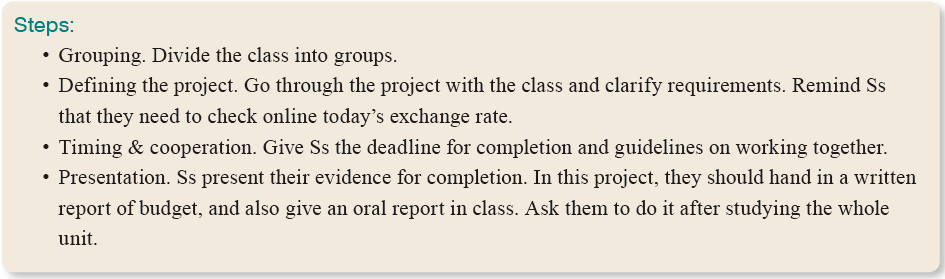 Steps:
• Grouping. Divide the class into groups.
• Defining the project. Go through the project with the class and clarify requirements. Remind Ss
that they need to check online today’s exchange rate.
• Timing & cooperation. Give Ss the deadline for completion and guidelines on working together.
• Presentation. Ss present their evidence for completion. In this project, they should hand in a written
report of budget, and also give an oral report in class. Ask them to do it after studying the whole
unit.